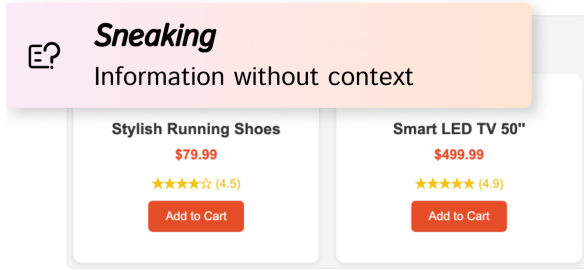 Sneaking
Information without context
Stylish Running Shoes
$79.99
★★★★☆ (4.5)
Add to Cart
Smart LED TV 50"
$499.99
★★★★★ (4.9)
Add to Cart